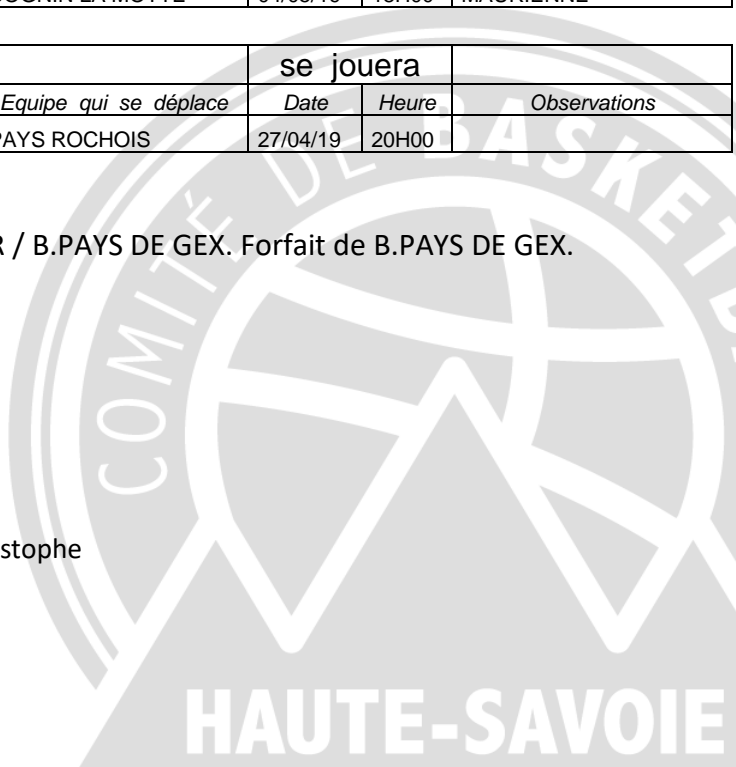 se jouera
Equipe qui se déplace Date Heure Observations
PAYS ROCHOIS 27/04/19 20H00
/ B.PAYS DE GEX. Forfait de B.PAYS DE GEX.
stophe
COMITÉ DE BASKETB
HAUTE-SAVOIE